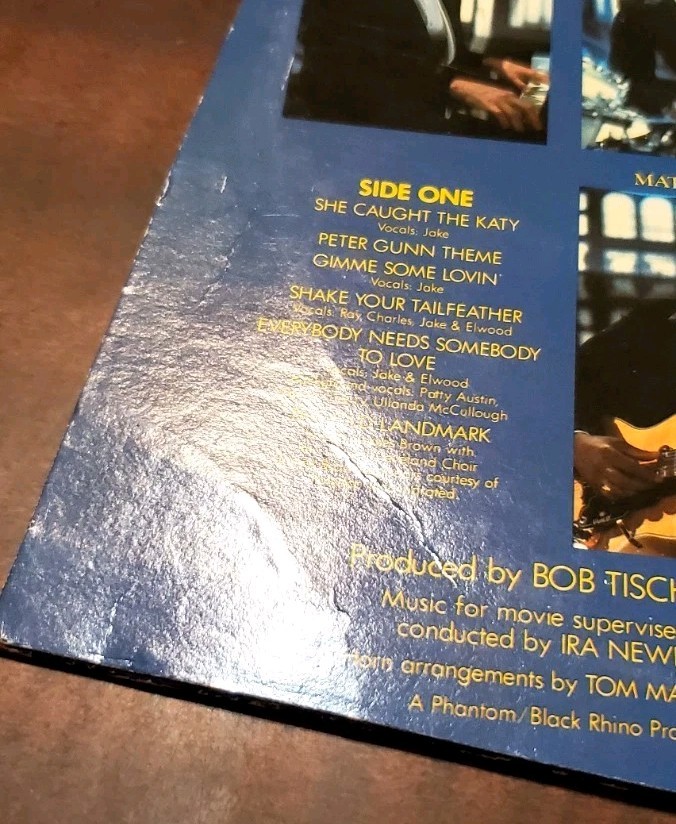 MAT
SIDE ONE
SHE CAUGHT THE KATY
Vocals: Jake
PETER GUNN THEME
GIMME SOME LOVIN'
Vocals: Jake
SHAKE YOUR TAILFEATHER
Vocals: Ray, Charles, Jake & Elwood
EVERYBODY NEEDS SOMEBODY
TO LOVE
Jake & Elwood
vocals, Patty Austin,
Ullanda McCullough
LANDMARK
Brown with
Choir
courtesy of
Produced by BOB TISCH
Music for movie supervise
conducted by IRA NEW
Horn arrangements by TOM MA
A Phantom/Black Rhino Pro